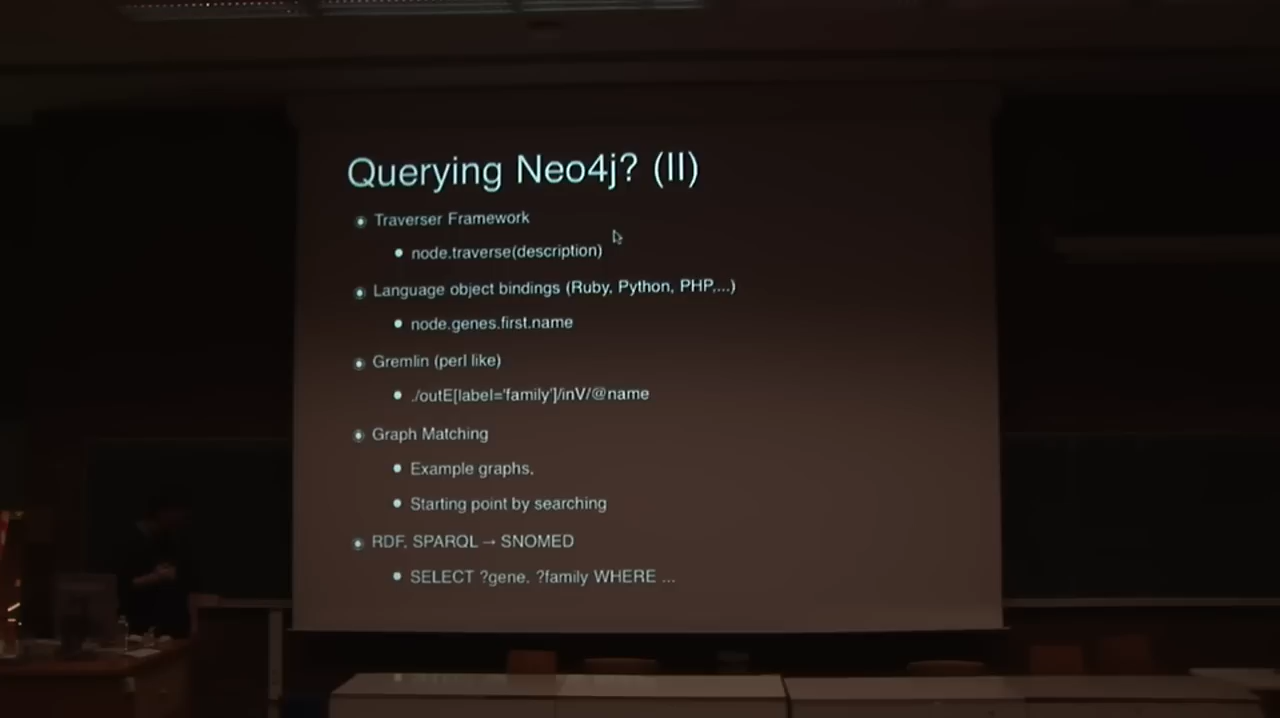 Querying Neo4j? (II)
Traverser Framework
node.traverse(description)
Language object bindings (Ruby, Python, PHP,...)
node.genes.first.name
Gremlin (perl like)
./outE[label='family']/inV/@name
Graph Matching
Example graphs.
Starting point by searching
RDF, SPARQL → SNOMED
SELECT ?gene. ?family WHERE ...